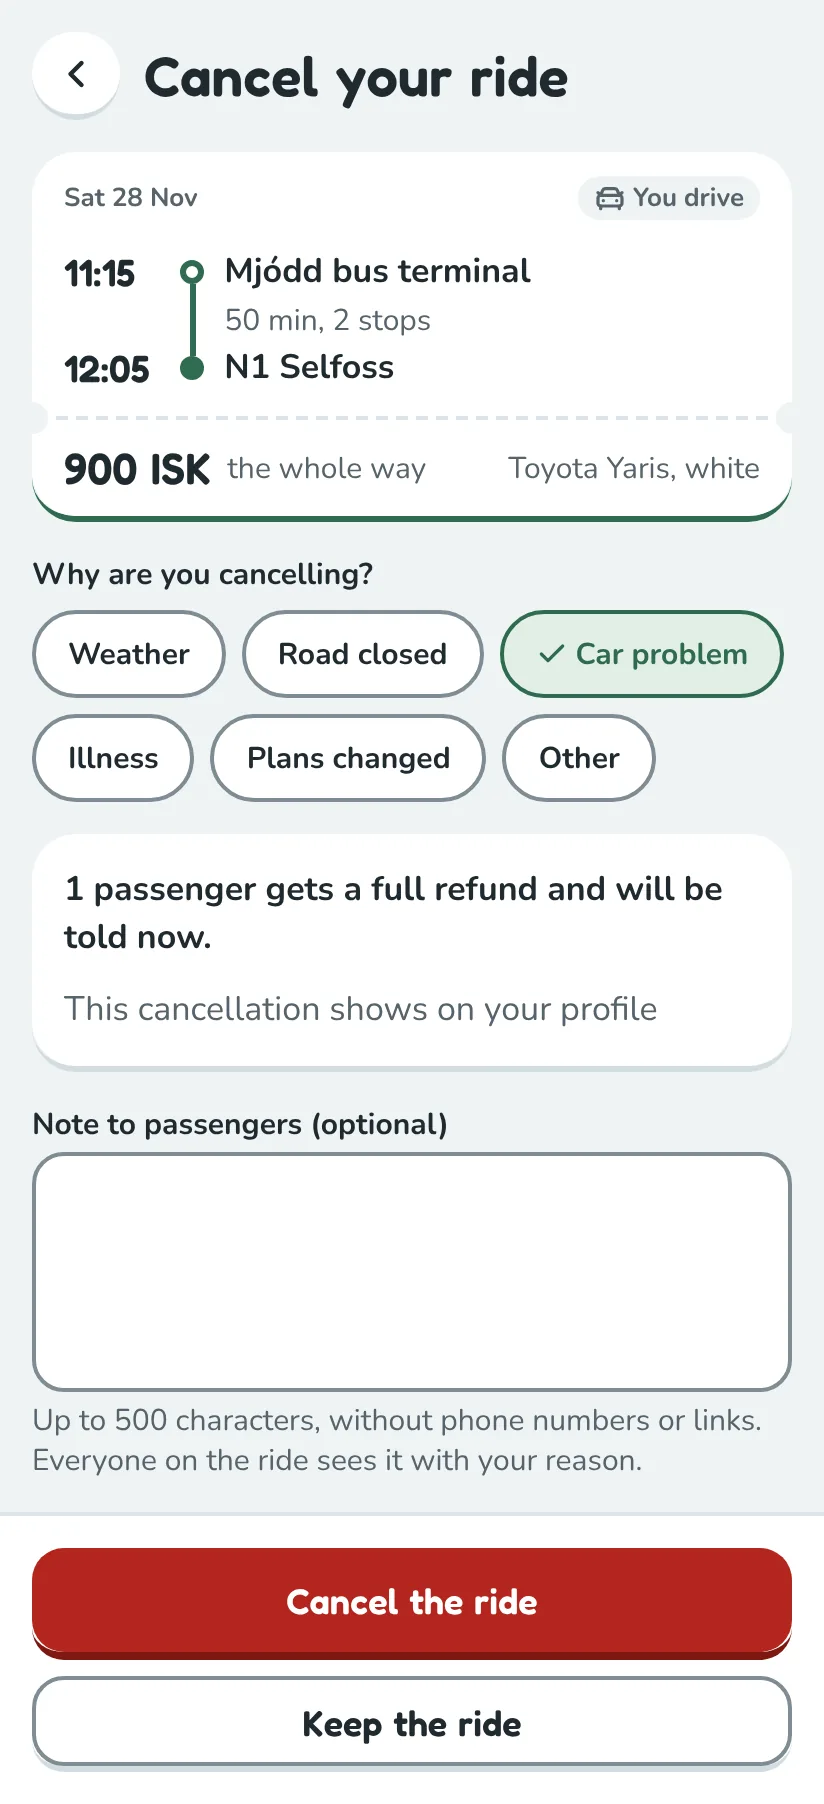 Cancel your ride
Sat 28 Nov
You drive
11:15 Mjódd bus terminal
50 min, 2 stops
12:05 N1 Selfoss
900 ISK the whole way
Toyota Yaris, white
Why are you cancelling?
Weather
Road closed
Car problem
Illness
Plans changed
Other
1 passenger gets a full refund and will be
told now.
This cancellation shows on your profile
Note to passengers (optional)
Up to 500 characters, without phone numbers or links.
Everyone on the ride sees it with your reason.
Cancel the ride
Keep the ride